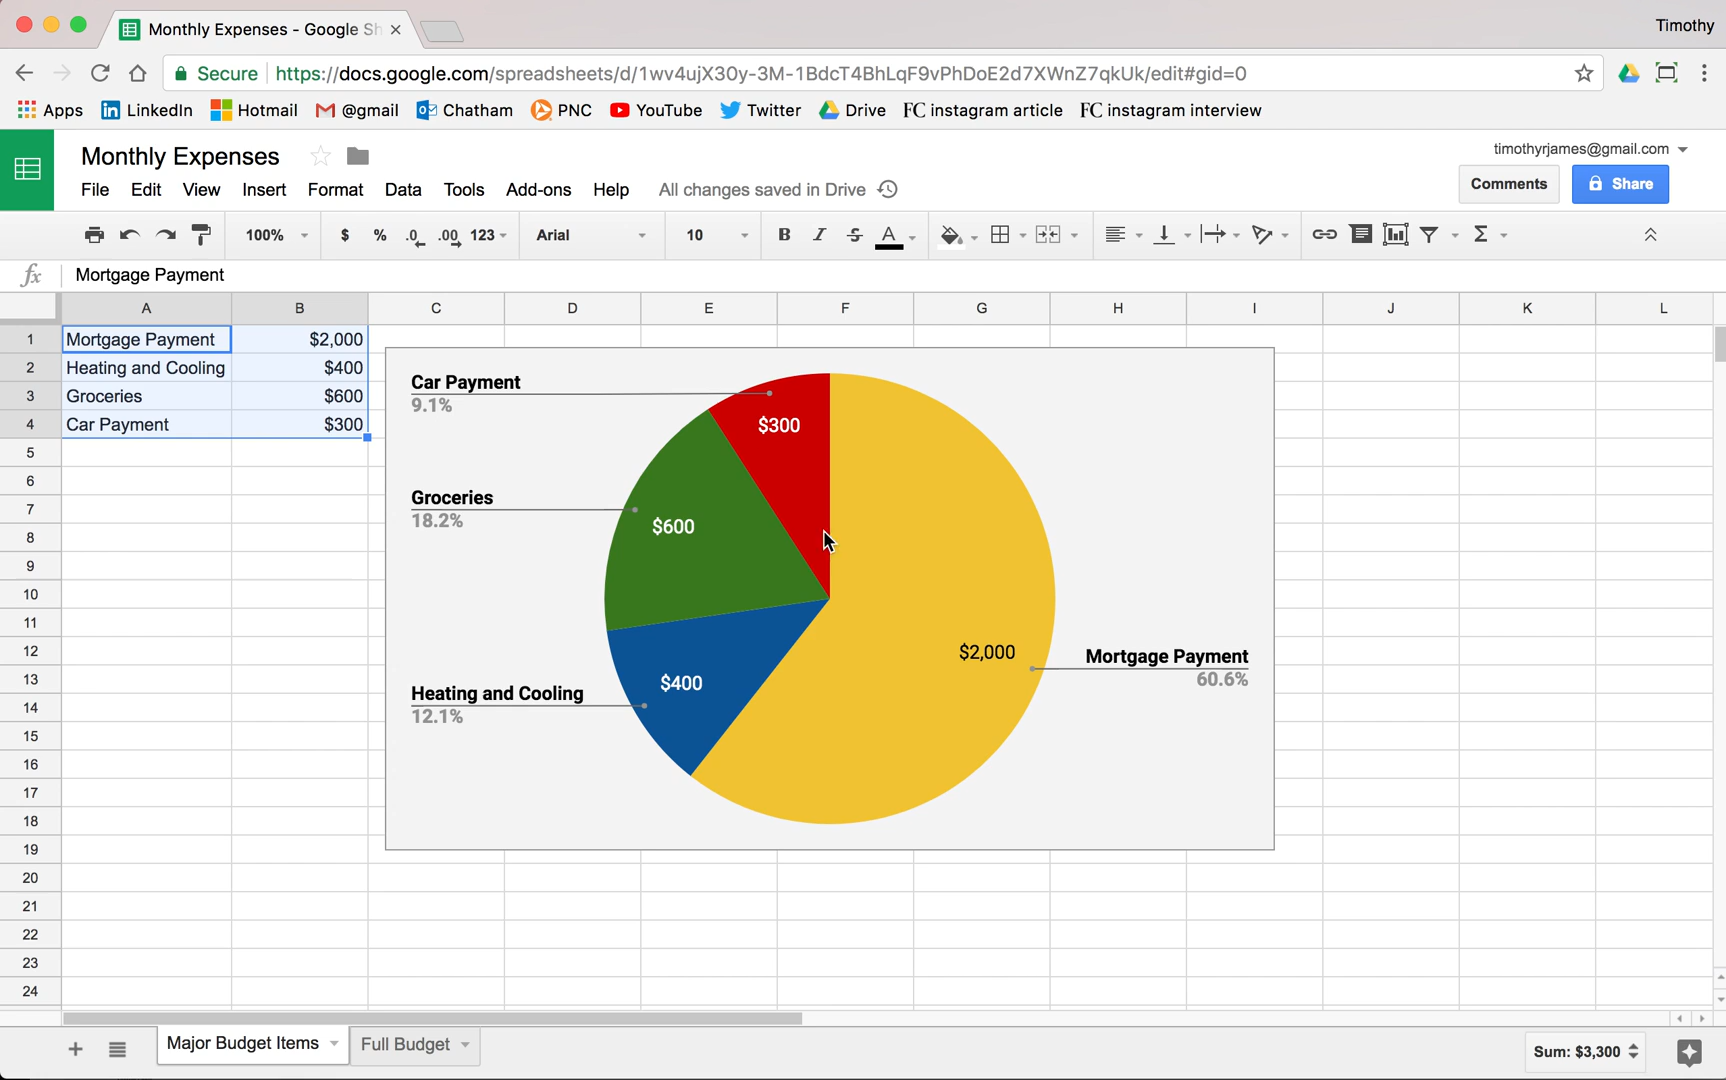 Monthly Expenses - Google Sh
Timothy
Secure https://docs.google.com/spreadsheets/d/1wv4ujX30y-3M-1BdcT4BhLqF9vPhDoE2d7XWnZ7qkUk/edit#gid=0
Apps LinkedIn Hotmail @gmail Chatham PNC YouTube Twitter Drive FC instagram article FC instagram interview
Monthly Expenses
timothyrjames@gmail.com
File Edit View Insert Format Data Tools Add-ons Help All changes saved in Drive
Comments Share
100% $ % .0 .00 123 Arial 10 B I S A Σ
fx Mortgage Payment
A B C D E F G H I J K L
1 Mortgage Payment $2,000
2 Heating and Cooling $400
3 Groceries $600
4 Car Payment $300
5
6
7
8
9
10
11
12
13
14
15
16
17
18
19
20
21
22
23
24
Car Payment
9.1%
$300
Groceries
18.2%
$600
Heating and Cooling
12.1%
$400
$2,000
Mortgage Payment
60.6%
+ Major Budget Items Full Budget
Sum: $3,300